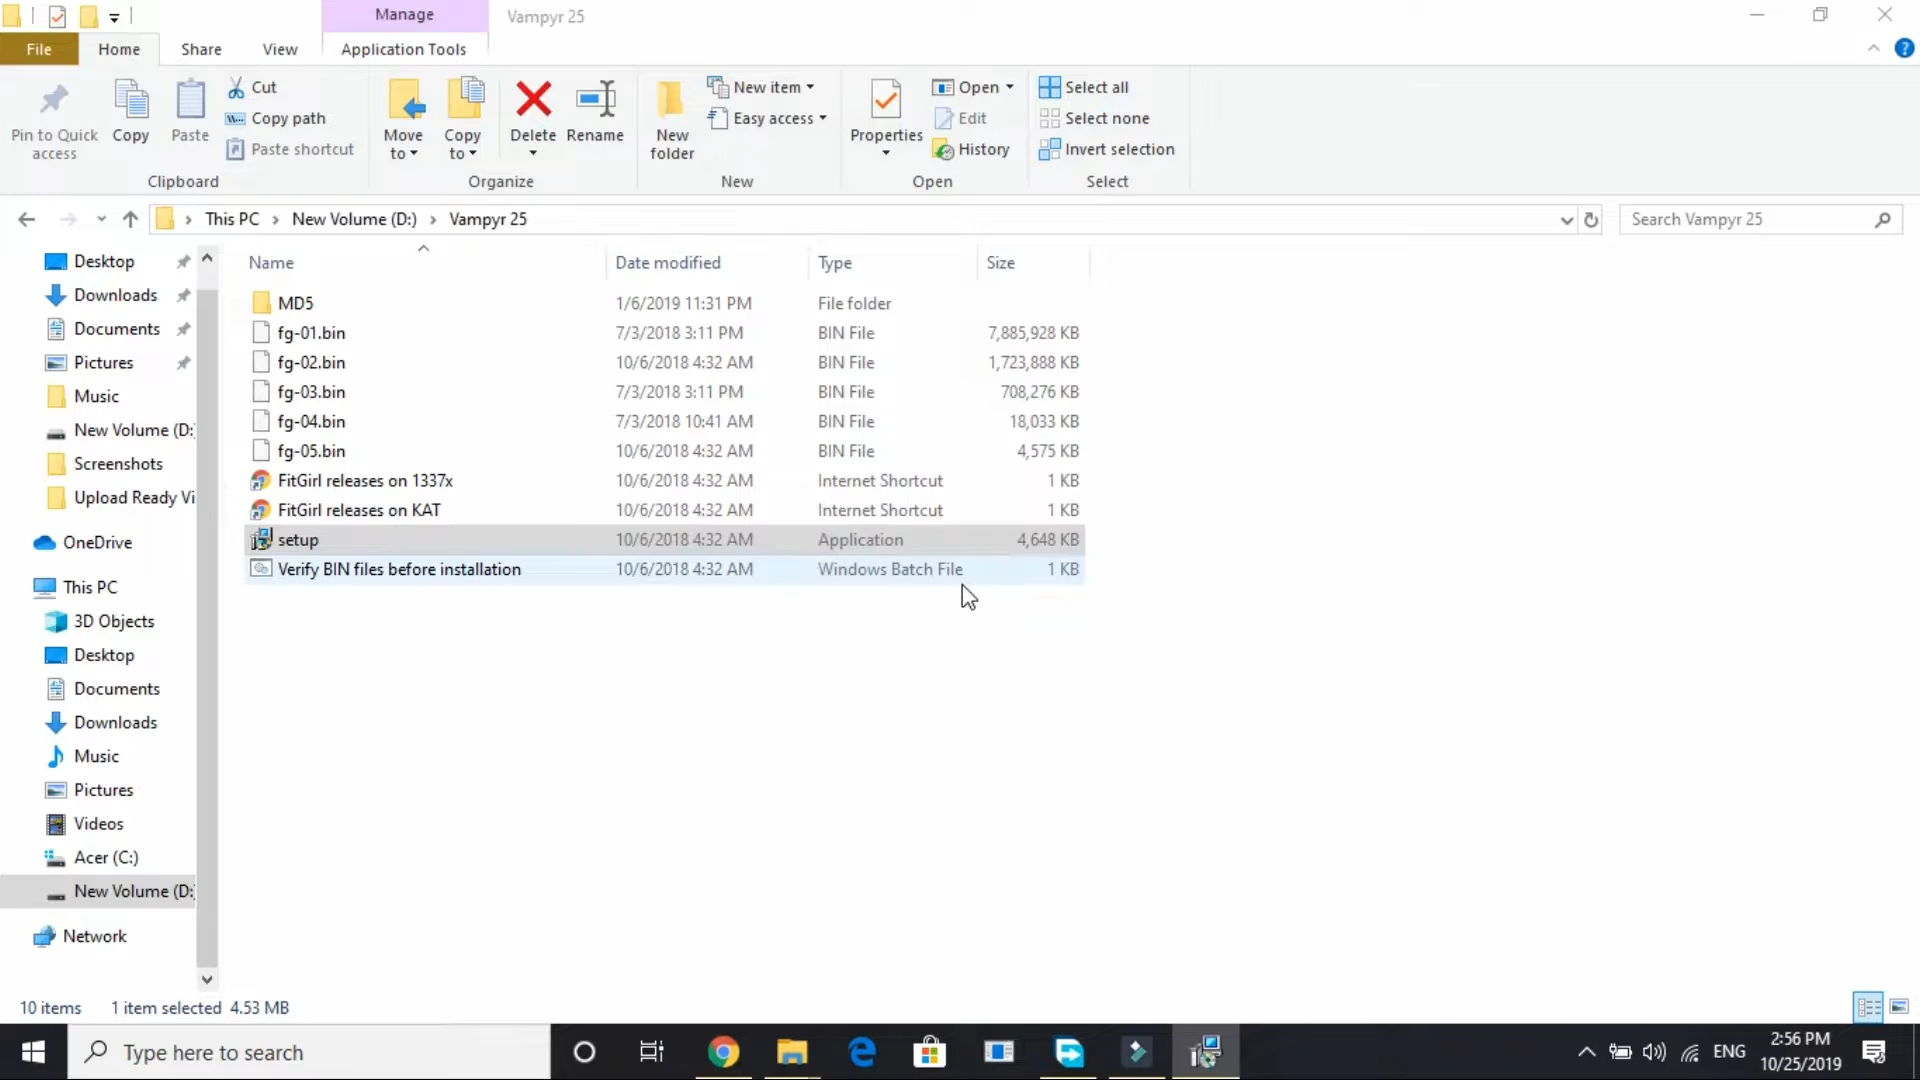 Manage
Vampyr 25
File
Home
Share
View
Application Tools
Pin to Quick access
Copy
Paste
Cut
Copy path
Paste shortcut
Clipboard
Move to
Copy to
Delete
Rename
Organize
New folder
New item
Easy access
New
Properties
Open
Edit
History
Open
Select all
Select none
Invert selection
Select
This PC > New Volume (D:) > Vampyr 25
Search Vampyr 25
Name Date modified Type Size
MD5 1/6/2019 11:31 PM File folder
fg-01.bin 7/3/2018 3:11 PM BIN File 7,885,928 KB
fg-02.bin 10/6/2018 4:32 AM BIN File 1,723,888 KB
fg-03.bin 7/3/2018 3:11 PM BIN File 708,276 KB
fg-04.bin 7/3/2018 10:41 AM BIN File 18,033 KB
fg-05.bin 10/6/2018 4:32 AM BIN File 4,575 KB
FitGirl releases on 1337x 10/6/2018 4:32 AM Internet Shortcut 1 KB
FitGirl releases on KAT 10/6/2018 4:32 AM Internet Shortcut 1 KB
setup 10/6/2018 4:32 AM Application 4,648 KB
Verify BIN files before installation 10/6/2018 4:32 AM Windows Batch File 1 KB
Desktop
Downloads
Documents
Pictures
Music
New Volume (D:
Screenshots
Upload Ready Vi
OneDrive
This PC
3D Objects
Desktop
Documents
Downloads
Music
Pictures
Videos
Acer (C:)
New Volume (D:
Network
10 items 1 item selected 4.53 MB
Type here to search
ENG
2:56 PM
10/25/2019